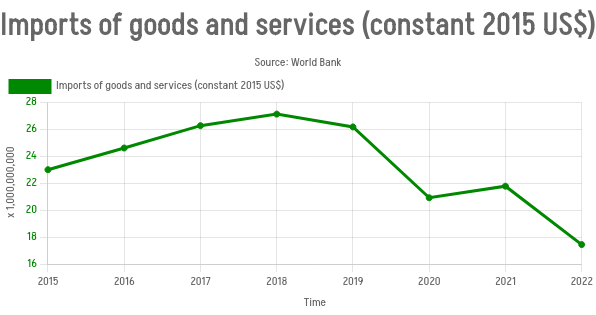 Imports of goods and services (constant 2015 US$)
Source: World Bank
Imports of goods and services (constant 2015 US$)
x 1,000,000,000
28
26
24
22
20
18
16
2015 2016 2017 2018 2019 2020 2021 2022
Time